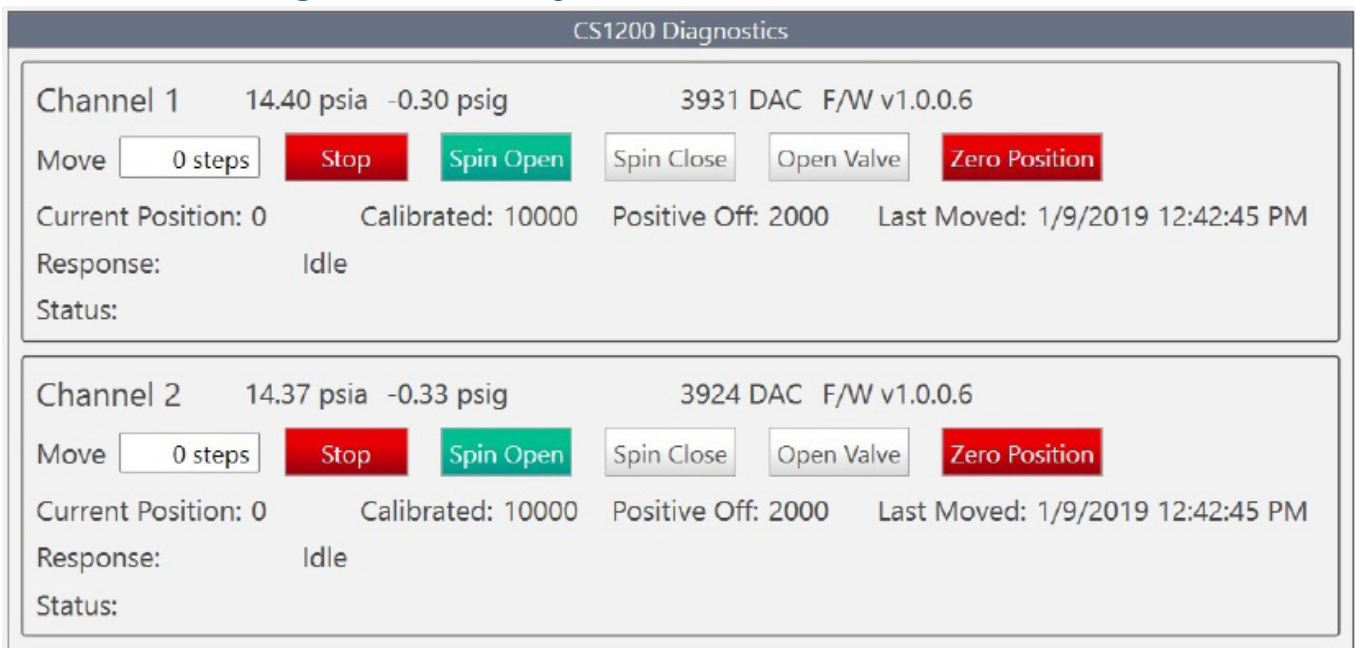 CS1200 Diagnostics
Channel 1 14.40 psia -0.30 psig 3931 DAC F/W v1.0.0.6
Move 0 steps Stop Spin Open Spin Close Open Valve Zero Position
Current Position: 0 Calibrated: 10000 Positive Off: 2000 Last Moved: 1/9/2019 12:42:45 PM
Response: Idle
Status:
Channel 2 14.37 psia -0.33 psig 3924 DAC F/W v1.0.0.6
Move 0 steps Stop Spin Open Spin Close Open Valve Zero Position
Current Position: 0 Calibrated: 10000 Positive Off: 2000 Last Moved: 1/9/2019 12:42:45 PM
Response: Idle
Status: